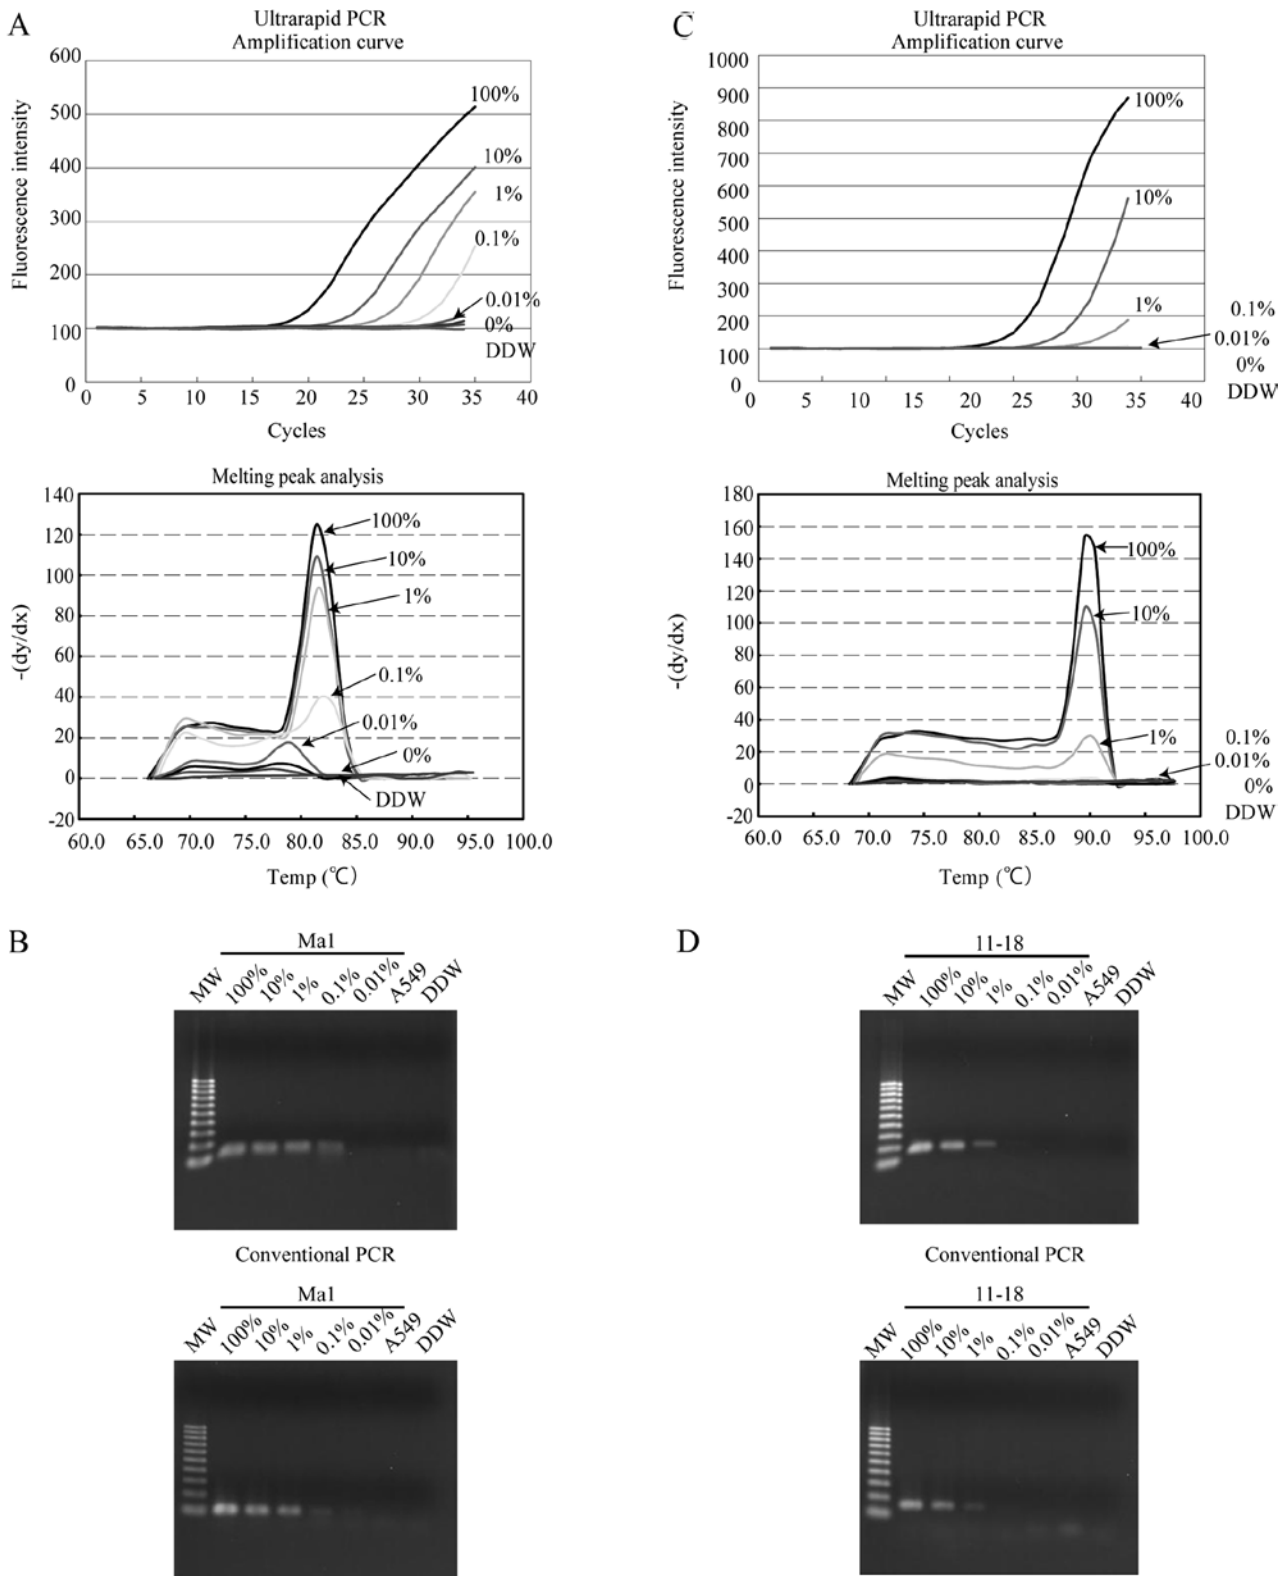 A
Ultrarapid PCR
Amplification curve
600
500
400
300
200
100
0
Fluorescence intensity
100%
10%
1%
0.1%
0.01%
0%
DDW
0 5 10 15 20 25 30 35 40
Cycles
Melting peak analysis
140
120
100
80
60
40
20
0
-20
-(dy/dx)
100%
10%
1%
0.1%
0.01%
0%
DDW
60.0 65.0 70.0 75.0 80.0 85.0 90.0 95.0 100.0
Temp (℃)
C
Ultrarapid PCR
Amplification curve
1000
900
800
700
600
500
400
300
200
100
0
Fluorescence intensity
100%
10%
1%
0.1%
0.01%
0%
DDW
0 5 10 15 20 25 30 35 40
Cycles
Melting peak analysis
180
160
140
120
100
80
60
40
20
0
-20
-(dy/dx)
100%
10%
1%
0.1%
0.01%
0%
DDW
60.0 65.0 70.0 75.0 80.0 85.0 90.0 95.0 100.0
Temp (℃)
B
Ma1
MW 100% 10% 1% 0.1% 0.01% A549 DDW
Conventional PCR
Ma1
MW 100% 10% 1% 0.1% 0.01% A549 DDW
D
11-18
MW 100% 10% 1% 0.1% 0.01% A549 DDW
Conventional PCR
11-18
MW 100% 10% 1% 0.1% 0.01% A549 DDW